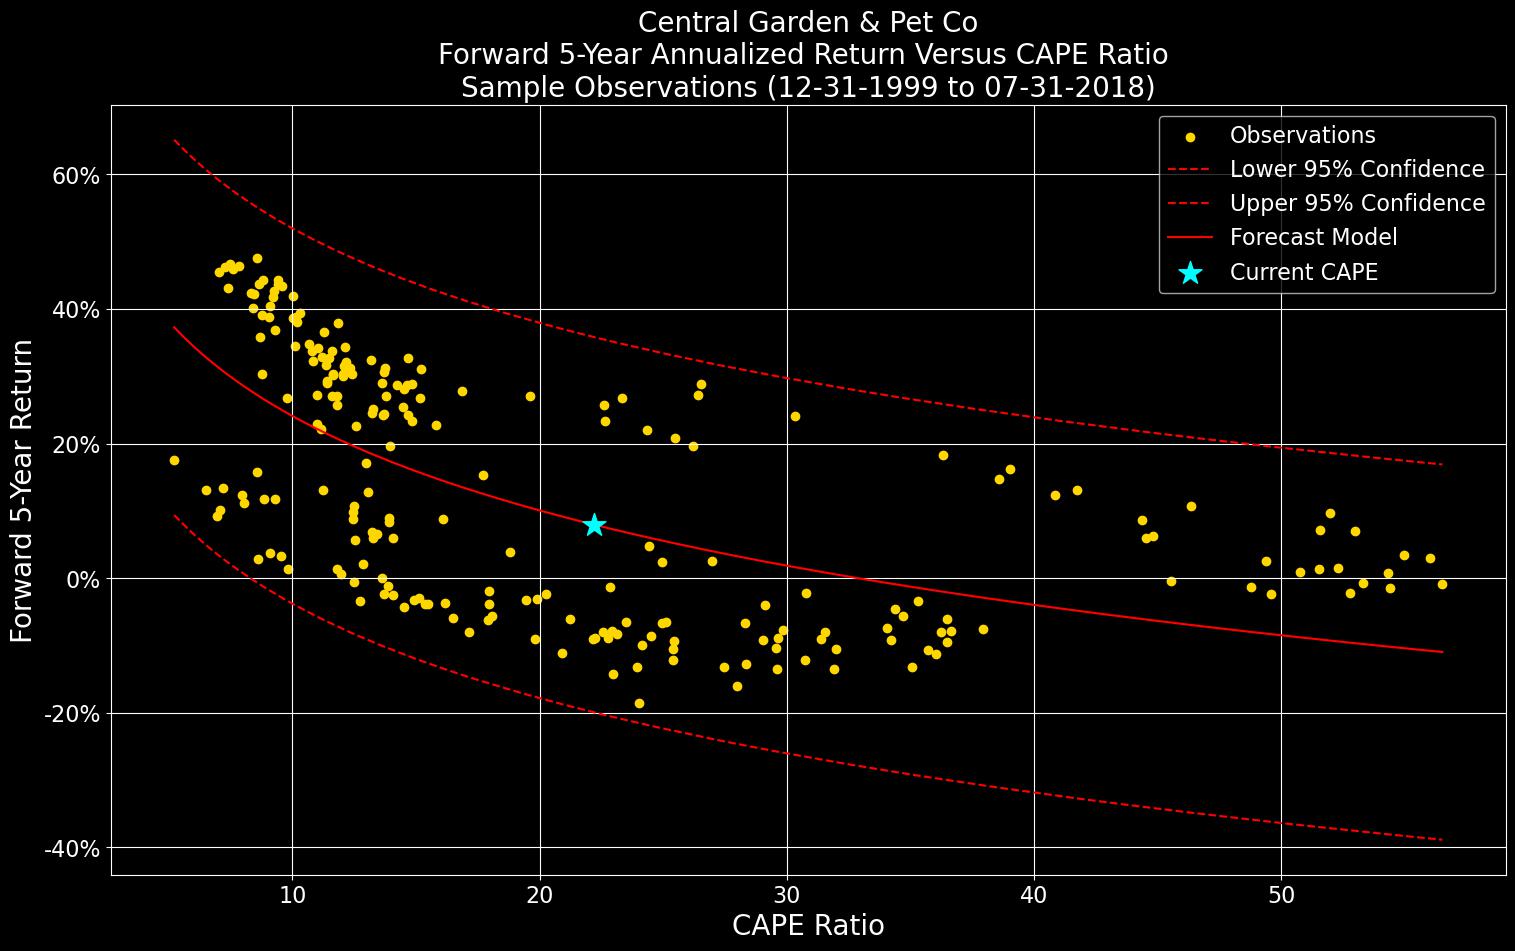 Central Garden & Pet Co
Forward 5-Year Annualized Return Versus CAPE Ratio
Sample Observations (12-31-1999 to 07-31-2018)
Observations
Lower 95% Confidence
Upper 95% Confidence
Forecast Model
Current CAPE
Forward 5-Year Return
60%
40%
20%
0%
-20%
-40%
10 20 30 40 50
CAPE Ratio